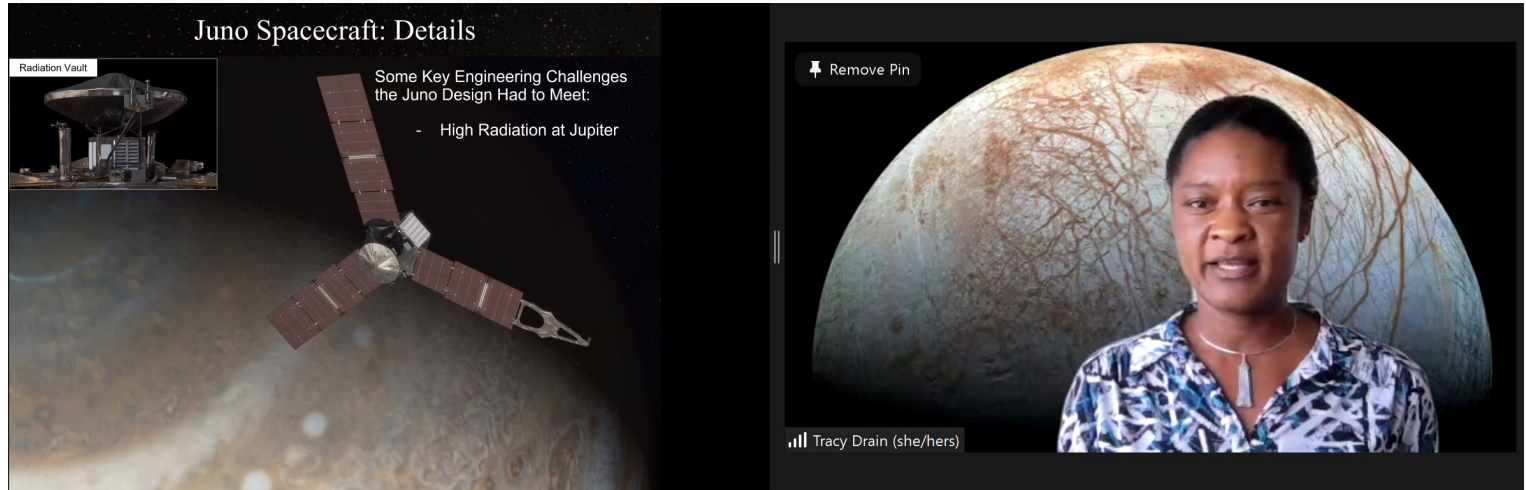 Juno Spacecraft: Details
Radiation Vault
Some Key Engineering Challenges
the Juno Design Had to Meet:
- High Radiation at Jupiter
Remove Pin
Tracy Drain (she/hers)